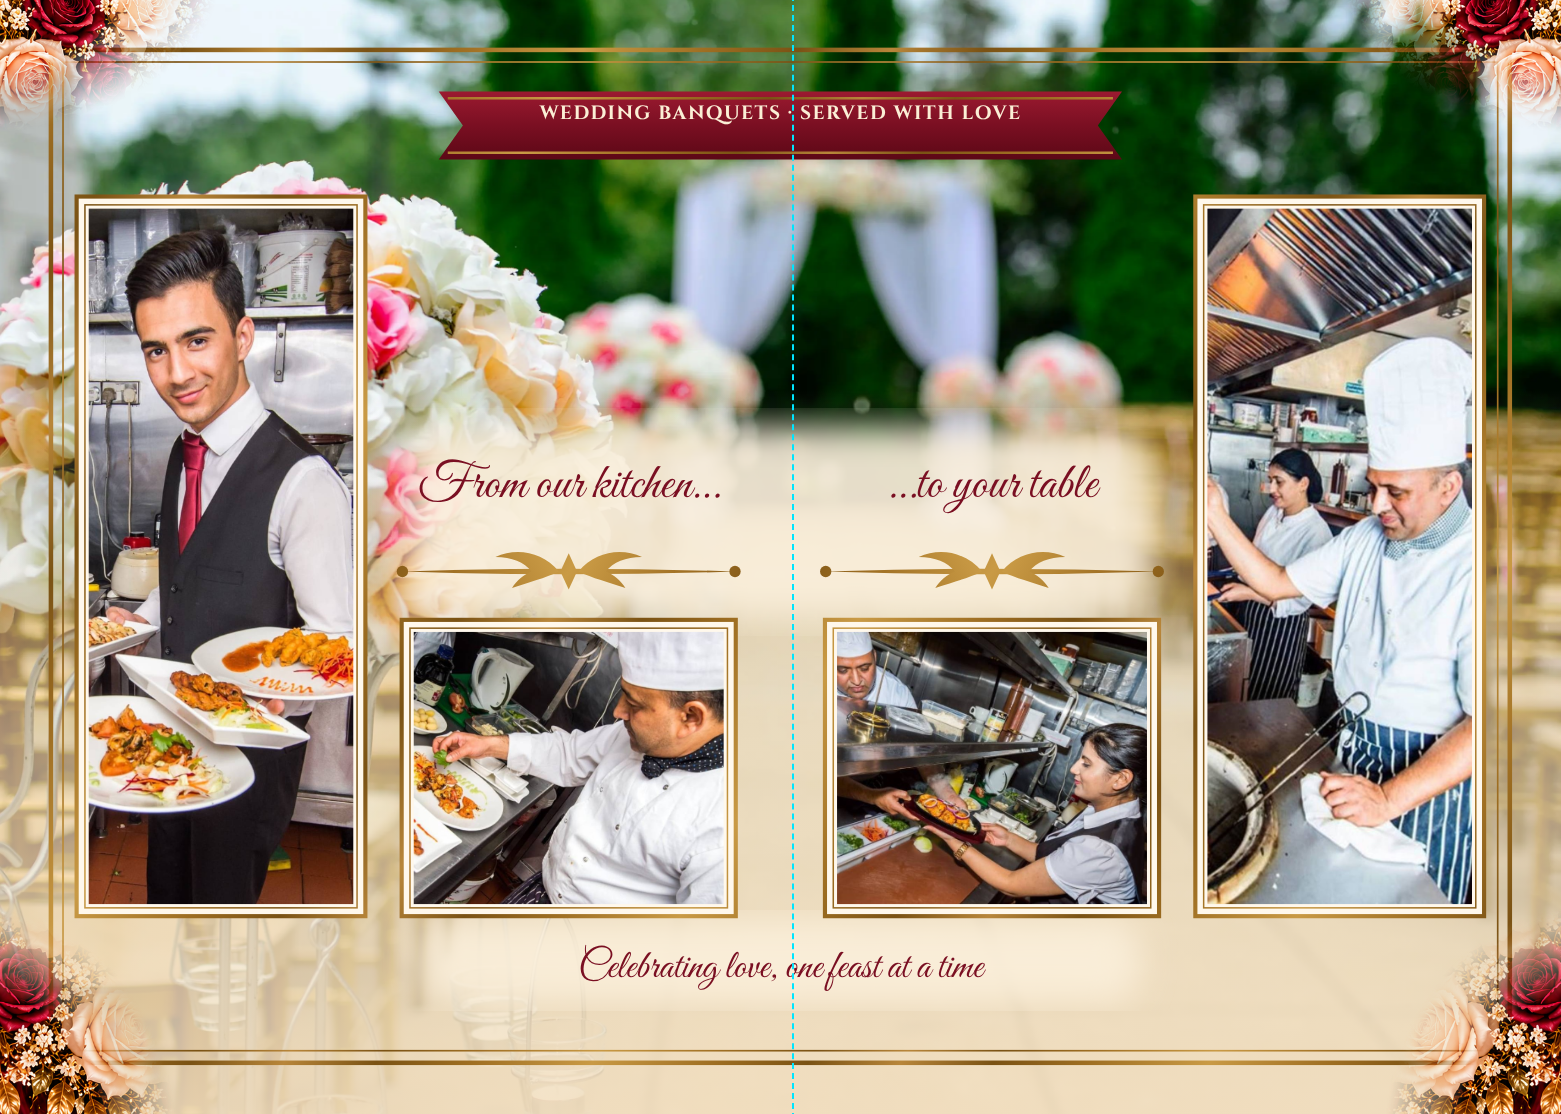 WEDDING BANQUETS · SERVED WITH LOVE
From our kitchen...
...to your table
Celebrating love, one feast at a time